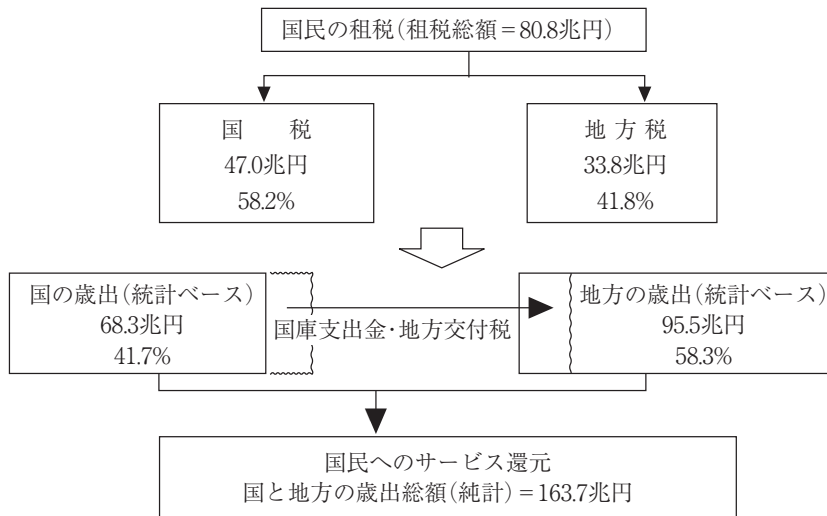 国民の租税(租税総額=80.8兆円)
国 税
47.0兆円
58.2%
地 方 税
33.8兆円
41.8%
国の歳出(統計ベース)
68.3兆円
41.7%
国庫支出金・地方交付税
地方の歳出(統計ベース)
95.5兆円
58.3%
国民へのサービス還元
国と地方の歳出総額(純計)=163.7兆円